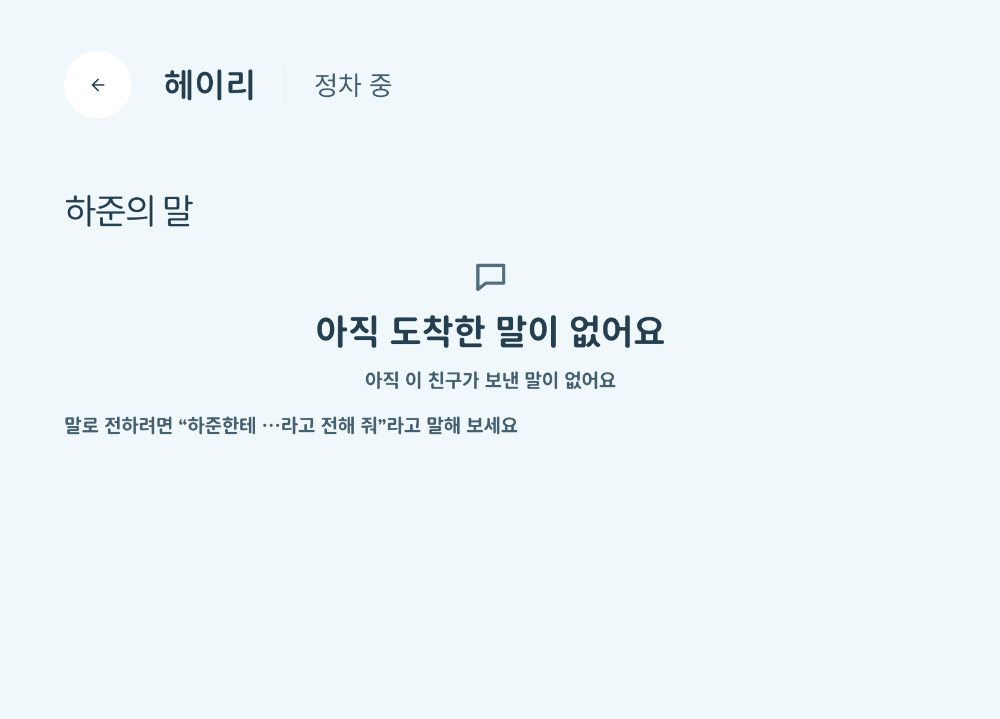 헤이리
정차 중
하준의 말
아직 도착한 말이 없어요
아직 이 친구가 보낸 말이 없어요
말로 전하려면 “하준한테 …라고 전해 줘”라고 말해 보세요